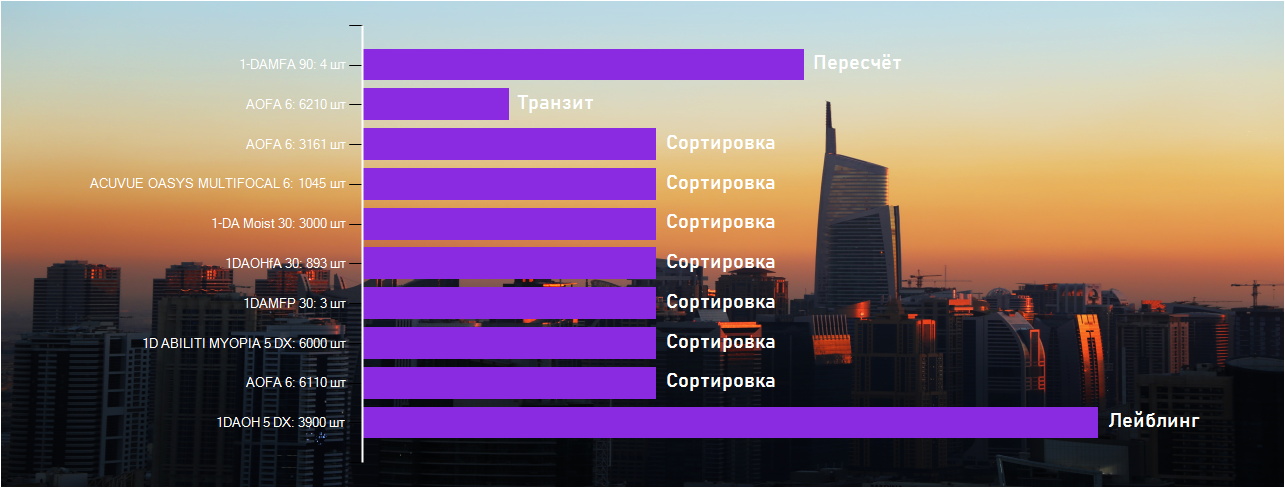 1-DAMFA 90: 4 шт Пересчёт
AOFA 6: 6210 шт Транзит
AOFA 6: 3161 шт Сортировка
ACUVUE OASYS MULTIFOCAL 6: 1045 шт Сортировка
1-DA Moist 30: 3000 шт Сортировка
1DAOHfA 30: 893 шт Сортировка
1DAMFP 30: 3 шт Сортировка
1D ABILITI MYOPIA 5 DX: 6000 шт Сортировка
AOFA 6: 6110 шт Сортировка
1DAOH 5 DX: 3900 шт Лейблинг